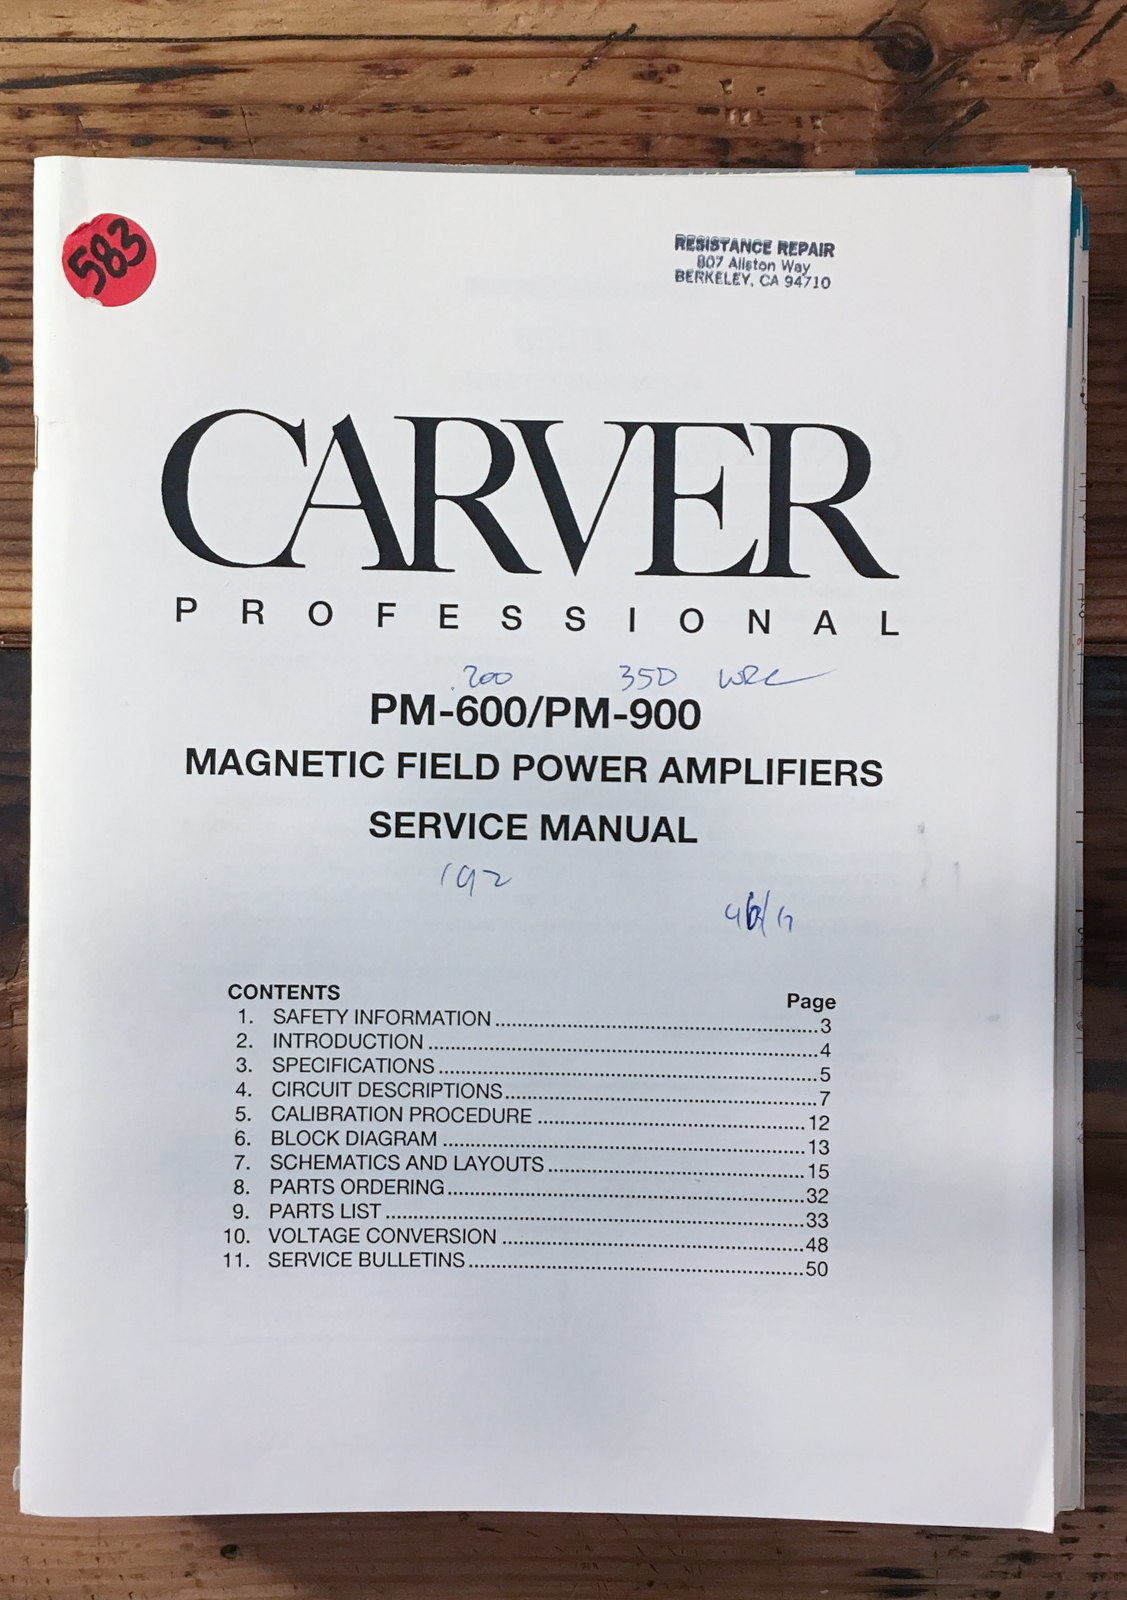 583
RESISTANCE REPAIR
807 Allston Way
BERKELEY, CA 94710
CARVER
PROFESSIONAL
200 350
PM-600/PM-900
MAGNETIC FIELD POWER AMPLIFIERS
SERVICE MANUAL
192
CONTENTS Page
1. SAFETY INFORMATION ........ 3
2. INTRODUCTION ........ 4
3. SPECIFICATIONS ........ 5
4. CIRCUIT DESCRIPTIONS ........ 7
5. CALIBRATION PROCEDURE ........ 12
6. BLOCK DIAGRAM ........ 13
7. SCHEMATICS AND LAYOUTS ........ 15
8. PARTS ORDERING ........ 32
9. PARTS LIST ........ 33
10. VOLTAGE CONVERSION ........ 48
11. SERVICE BULLETINS ........ 50